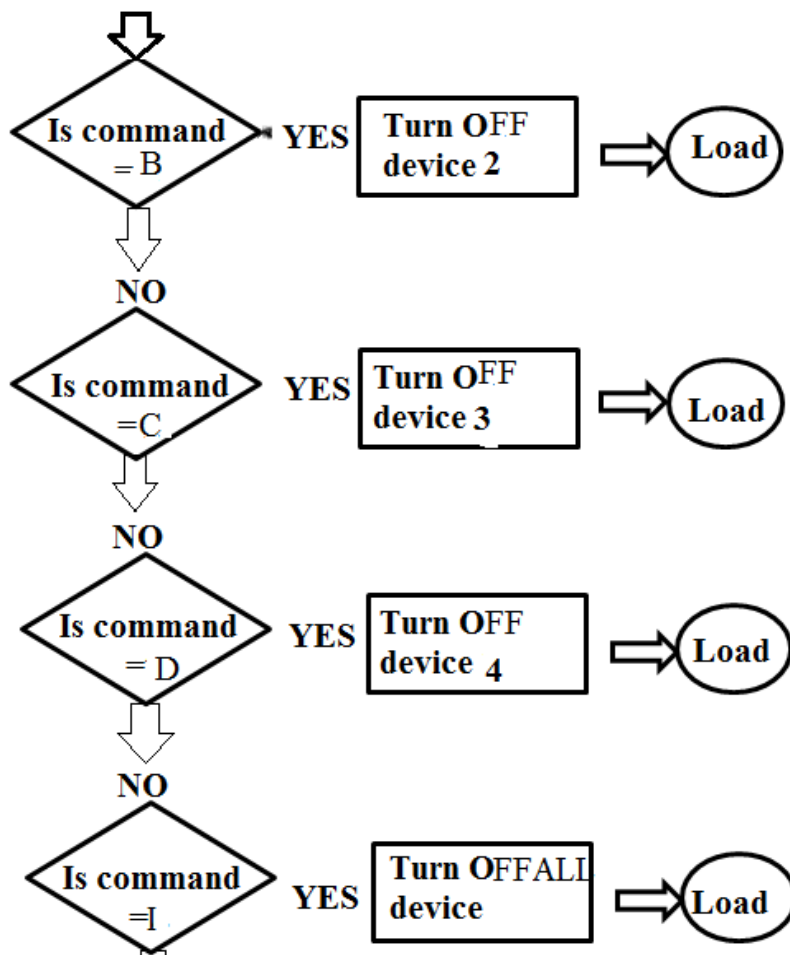 Is command
= B
YES
Turn OFF
device 2
Load
NO
Is command
=C
YES
Turn OFF
device 3
Load
NO
Is command
= D
YES
Turn OFF
device 4
Load
NO
Is command
=I
YES
Turn OFFALL
device
Load